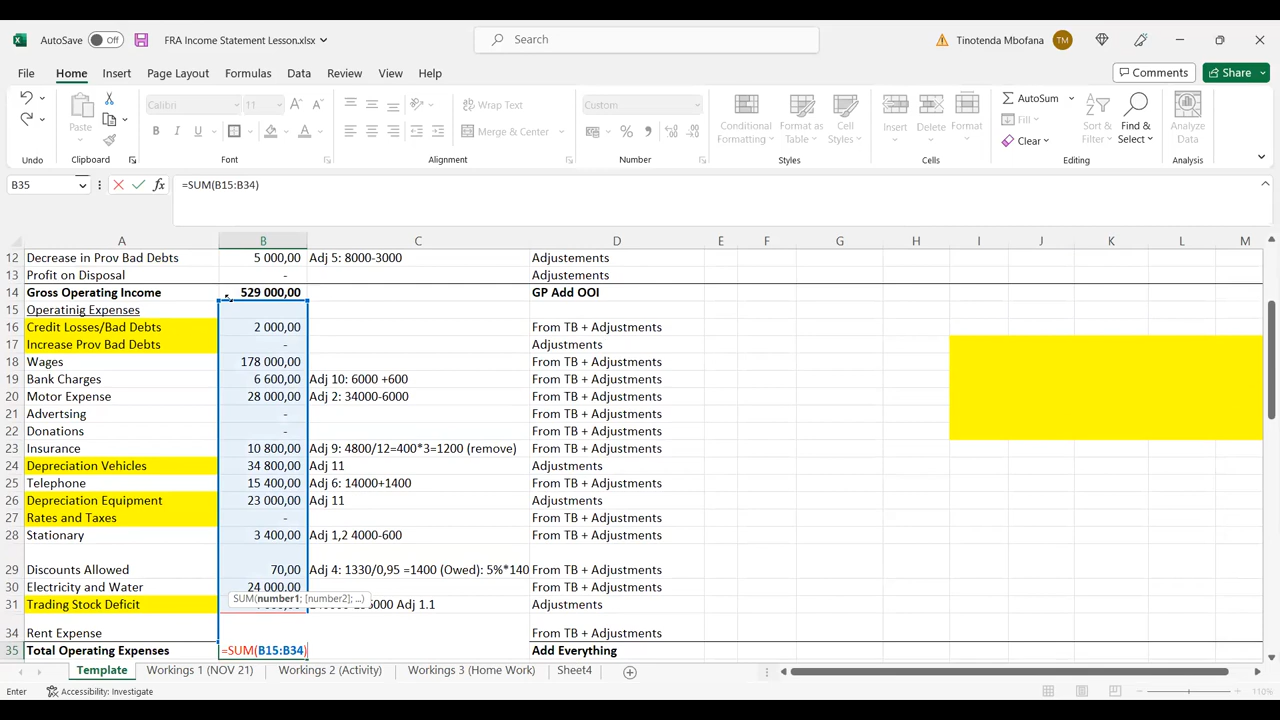 AutoSave Off FRA Income Statement Lesson.xlsx Search Tinotenda Mbofana TM
File Home Insert Page Layout Formulas Data Review View Help Comments Share
Calibri 11 Wrap Text Custom AutoSum
Paste B I U A Merge & Center % Conditional Formatting Format as Table Cell Styles Insert Delete Format Fill Clear Sort & Filter Find & Select Analyze Data
Undo Clipboard Font Alignment Number Styles Cells Editing Analysis
B35 fx =SUM(B15:B34)
A B C D E F G H I J K L M
12 Decrease in Prov Bad Debts 5 000,00 Adj 5: 8000-3000 Adjustements
13 Profit on Disposal - Adjustements
14 Gross Operating Income 529 000,00 GP Add OOI
15 Operatinig Expenses
16 Credit Losses/Bad Debts 2 000,00 From TB + Adjustments
17 Increase Prov Bad Debts - Adjustments
18 Wages 178 000,00 From TB + Adjustments
19 Bank Charges 6 600,00 Adj 10: 6000 +600 From TB + Adjustments
20 Motor Expense 28 000,00 Adj 2: 34000-6000 From TB + Adjustments
21 Advertsing - From TB + Adjustments
22 Donations - From TB + Adjustments
23 Insurance 10 800,00 Adj 9: 4800/12=400*3=1200 (remove) From TB + Adjustments
24 Depreciation Vehicles 34 800,00 Adj 11 Adjustments
25 Telephone 15 400,00 Adj 6: 14000+1400 From TB + Adjustments
26 Depreciation Equipment 23 000,00 Adj 11 Adjustments
27 Rates and Taxes - From TB + Adjustments
28 Stationary 3 400,00 Adj 1,2 4000-600 From TB + Adjustments
29 Discounts Allowed 70,00 Adj 4: 1330/0,95 =1400 (Owed): 5%*140 From TB + Adjustments
30 Electricity and Water 24 000,00 From TB + Adjustments
SUM(number1; [number2]; ...)
31 Trading Stock Deficit Adj 1.1 Adjustments
34 Rent Expense From TB + Adjustments
35 Total Operating Expenses =SUM(B15:B34) Add Everything
Template Workings 1 (NOV 21) Workings 2 (Activity) Workings 3 (Home Work) Sheet4
Enter Accessibility: Investigate 110%